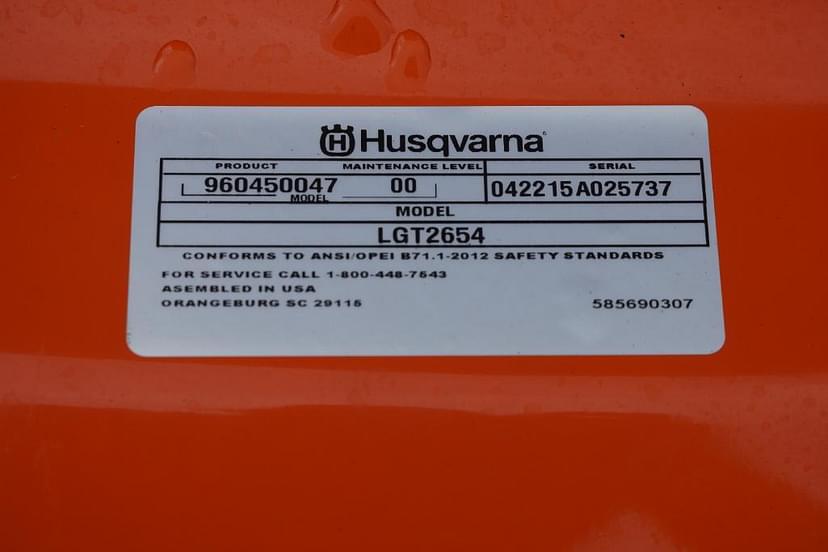 Husqvarna
PRODUCT MAINTENANCE LEVEL SERIAL
960450047 00 042215A025737
MODEL
MODEL
LGT2654
CONFORMS TO ANSI/OPEI B71.1-2012 SAFETY STANDARDS
FOR SERVICE CALL 1-800-448-7543
ASEMBLED IN USA
ORANGEBURG SC 29115 585690307